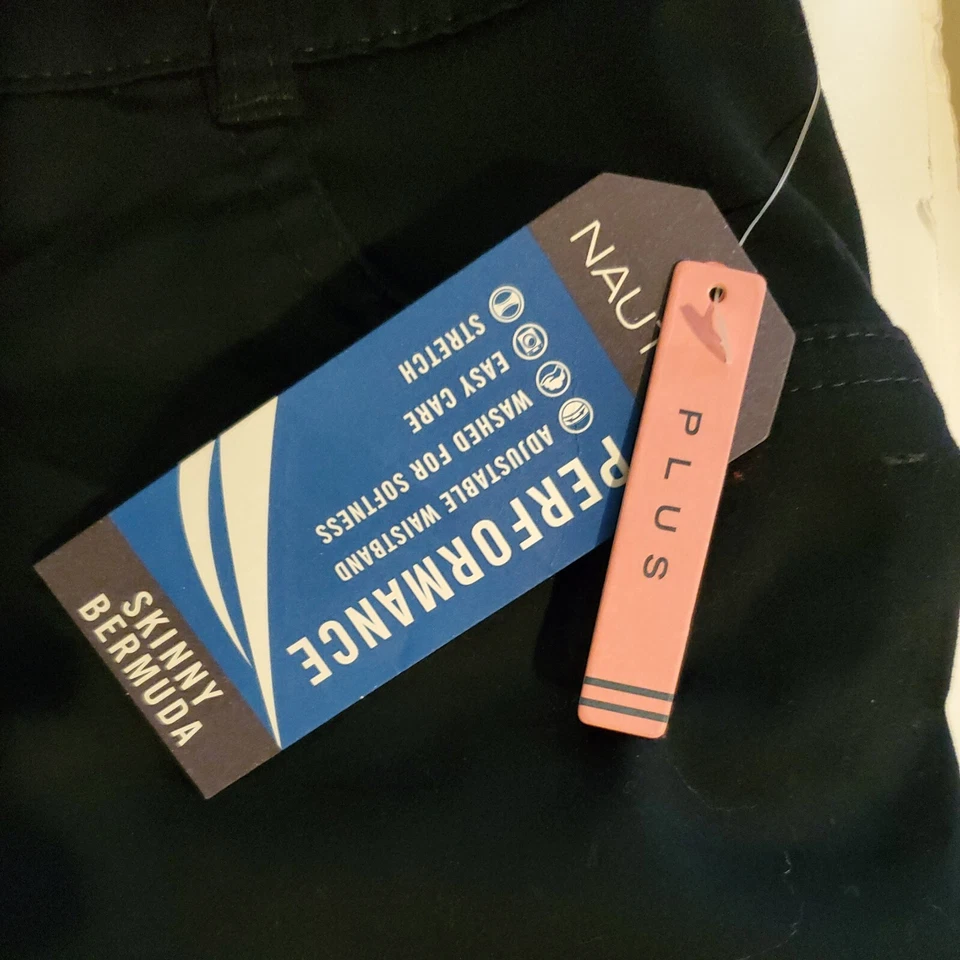 NAUT
PERFORMANCE
ADJUSTABLE WAISTBAND
WASHED FOR SOFTNESS
EASY CARE
STRETCH
SKINNY
BERMUDA
PLUS